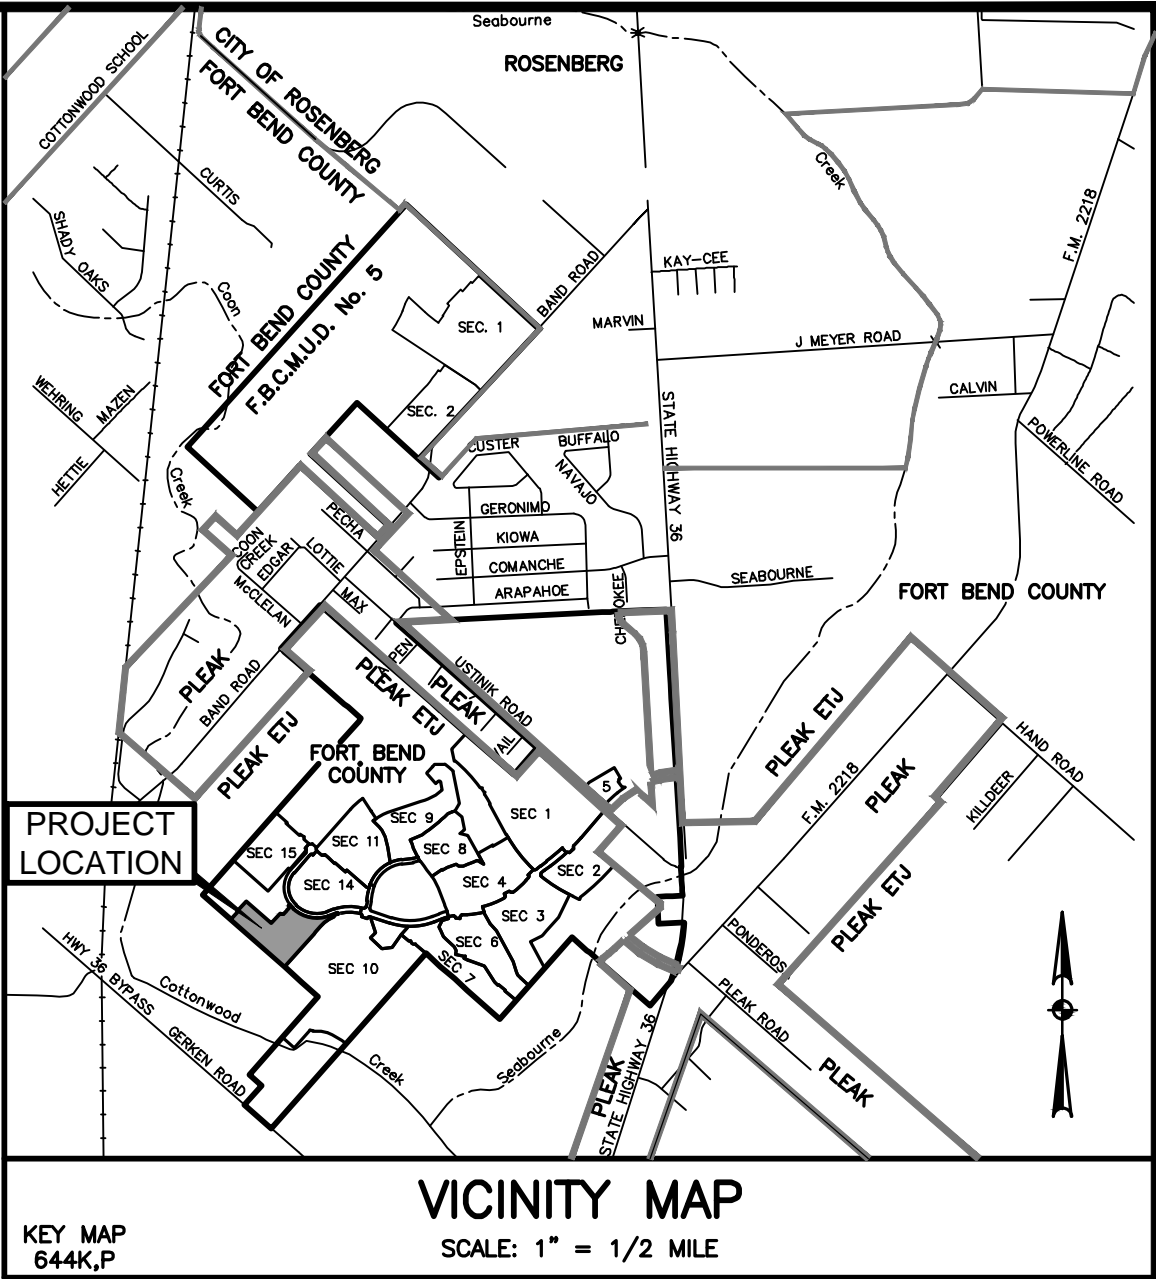 Seabourne
ROSENBERG
COTTONWOOD SCHOOL
CITY OF ROSENBERG
FORT BEND COUNTY
CURTIS
Creek
SHADY OAKS
F.M. 2218
KAY-CEE
BAND ROAD
Coon
FORT BEND COUNTY
F.B.C.M.U.D. No. 5
SEC. 1
MARVIN
J MEYER ROAD
CALVIN
WEHRING
MAZEN
HETTIE
SEC. 2
STATE HIGHWAY 36
POWERLINE ROAD
CUSTER
BUFFALO
NAVAJO
Creek
GERONIMO
PECHA
KIOWA
EPSTEIN
COMANCHE
ARAPAHOE
CHEROKEE
SEABOURNE
COON
CREEK
EDGAR
LOTTIE
McCLELAN
MAX
FORT BEND COUNTY
PEN
PLEAK
BAND ROAD
PLEAK ETJ
PLEAK
USTINIK ROAD
AIL
PLEAK ETJ
PLEAK ETJ
F.M. 2218
PLEAK
HAND ROAD
KILLDEER
FORT BEND
COUNTY
5
SEC 1
SEC 9
SEC 11
SEC 8
SEC 15
SEC 14
SEC 4
SEC 2
SEC 3
SEC 6
SEC 7
SEC 10
PROJECT
LOCATION
PLEAK ETJ
PONDEROS
HWY 36 BYPASS
Cottonwood
GERKEN ROAD
Creek
Seabourne
PLEAK ROAD
PLEAK
STATE HIGHWAY 36
PLEAK
VICINITY MAP
SCALE: 1" = 1/2 MILE
KEY MAP
644K,P